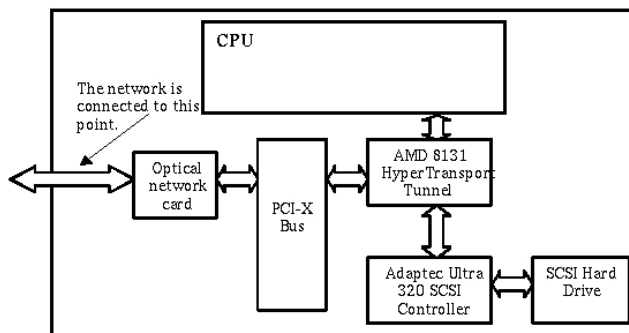 CPU
The network is
connected to this
point.
Optical
network
card
PCI-X
Bus
AMD 8131
HyperTransport
Tunnel
Adaptec Ultra
320 SCSI
Controller
SCSI Hard
Drive